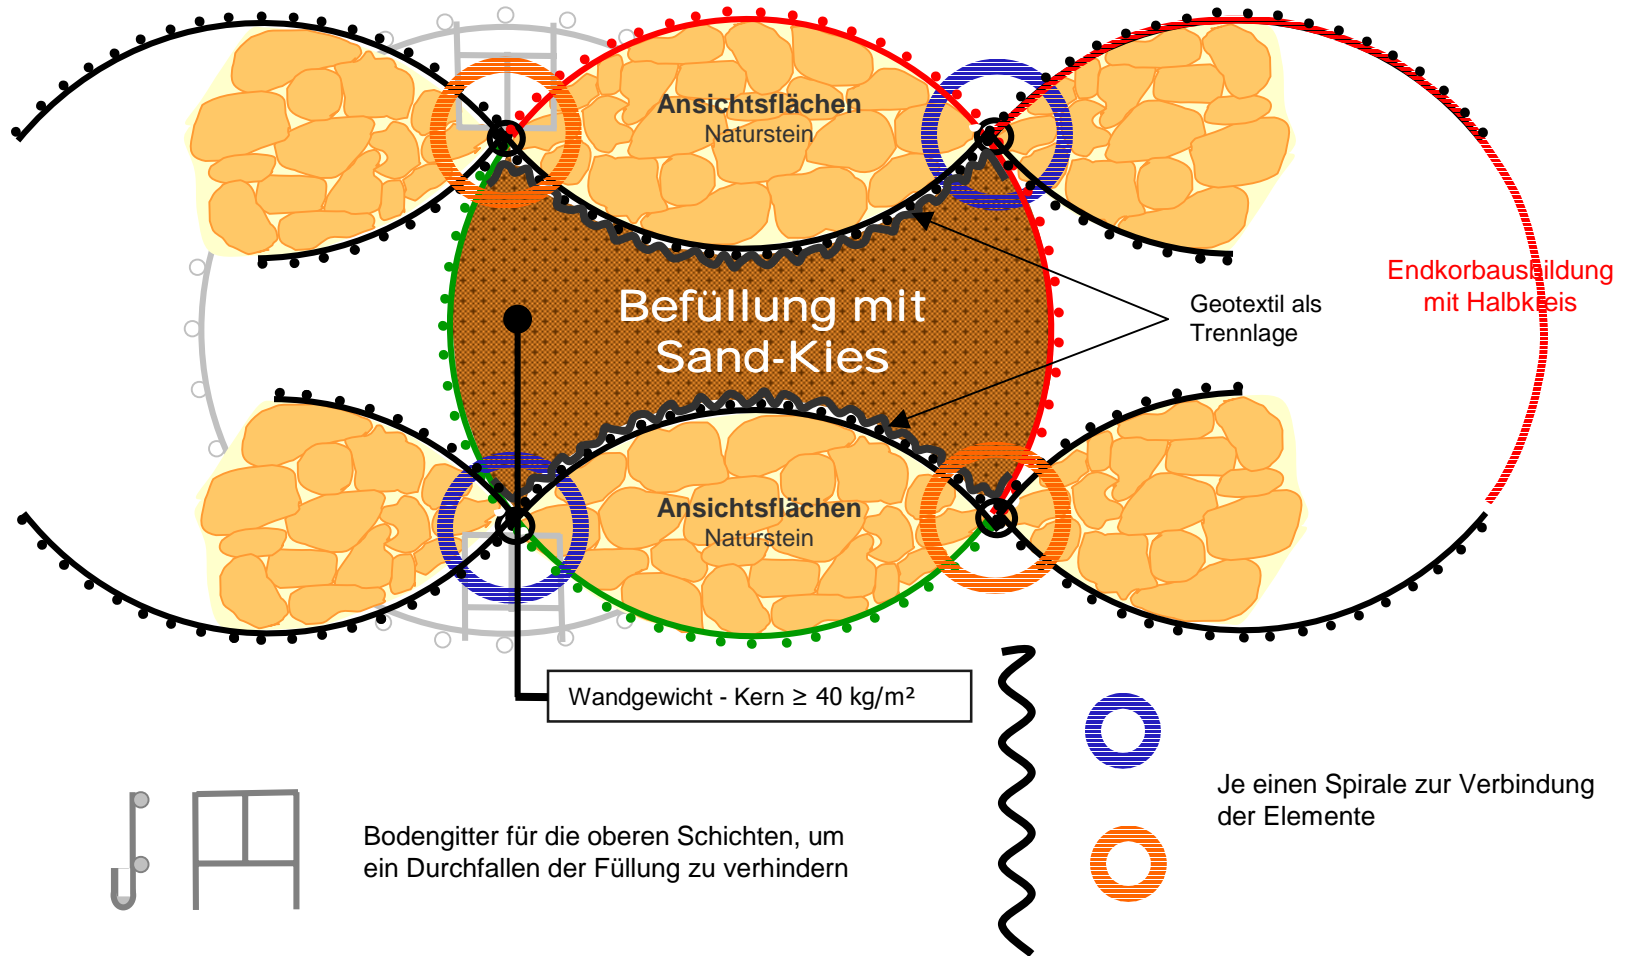 Ansichtsflächen
Naturstein
Befüllung mit
Sand-Kies
Geotextil als
Trennlage
Endkorbausbildung
mit Halbkreis
Ansichtsflächen
Naturstein
Wandgewicht - Kern ≥ 40 kg/m²
Je einen Spirale zur Verbindung
der Elemente
Bodengitter für die oberen Schichten, um
ein Durchfallen der Füllung zu verhindern